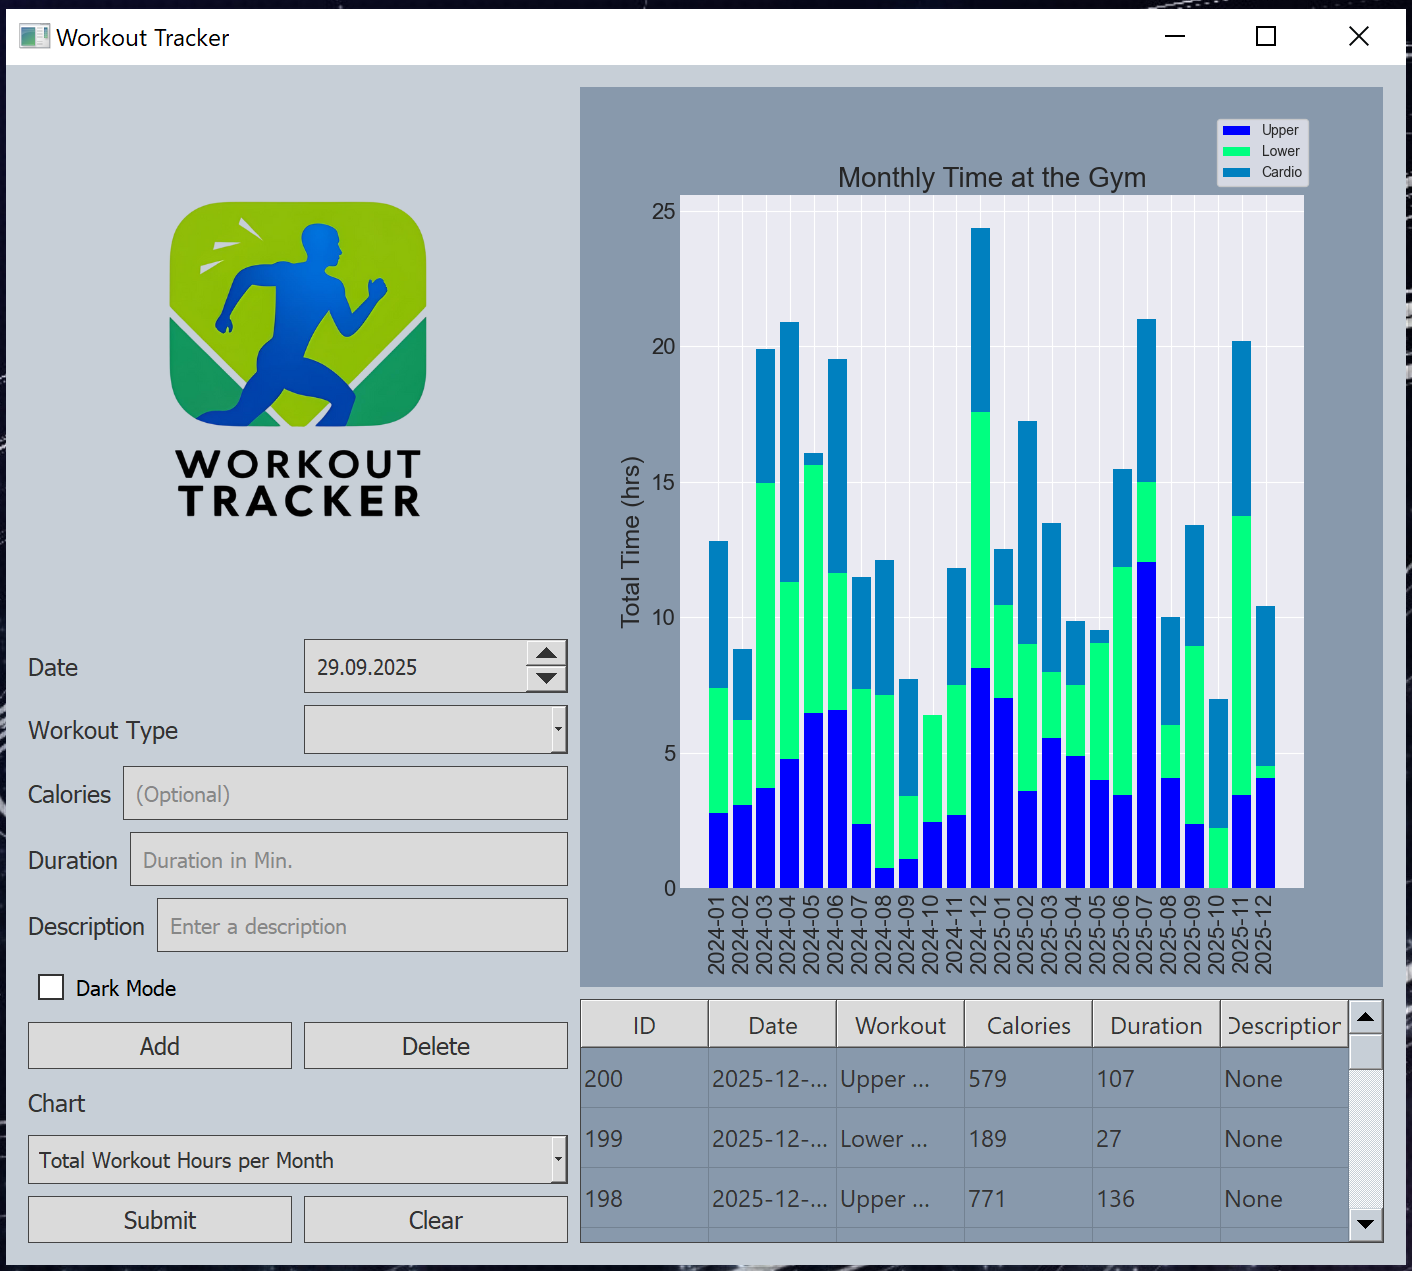 Workout Tracker
WORKOUT
TRACKER
Date
29.09.2025
Workout Type
Calories
(Optional)
Duration
Duration in Min.
Description
Enter a description
Dark Mode
Add
Delete
Chart
Total Workout Hours per Month
Submit
Clear
Upper
Lower
Cardio
Monthly Time at the Gym
Total Time (hrs)
25
20
15
10
5
0
2024-01
2024-02
2024-03
2024-04
2024-05
2024-06
2024-07
2024-08
2024-09
2024-10
2024-11
2024-12
2025-01
2025-02
2025-03
2025-04
2025-05
2025-06
2025-07
2025-08
2025-09
2025-10
2025-11
2025-12
ID Date Workout Calories Duration Description
200 2025-12-... Upper ... 579 107 None
199 2025-12-... Lower ... 189 27 None
198 2025-12-... Upper ... 771 136 None